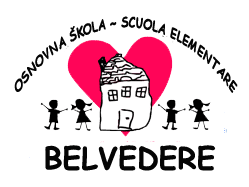 OSNOVNA ŠKOLA ~ SCUOLA ELEMENTARE
BELVEDERE